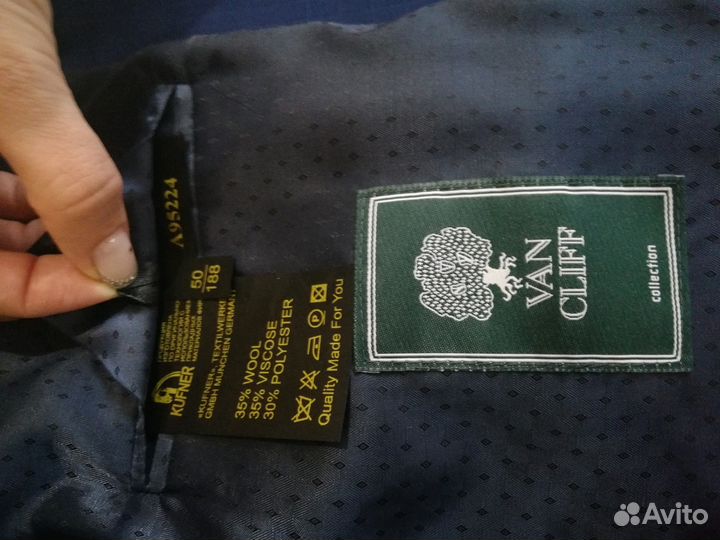 A95224
50
188
KUFNER
«KUFNER», TEXTILWERKE
GMBH MUNCHEN GERMANY
35% WOOL
35% VISCOSE
30% POLYESTER
Quality Made For You
VAN
CLIFF
collection
Avito